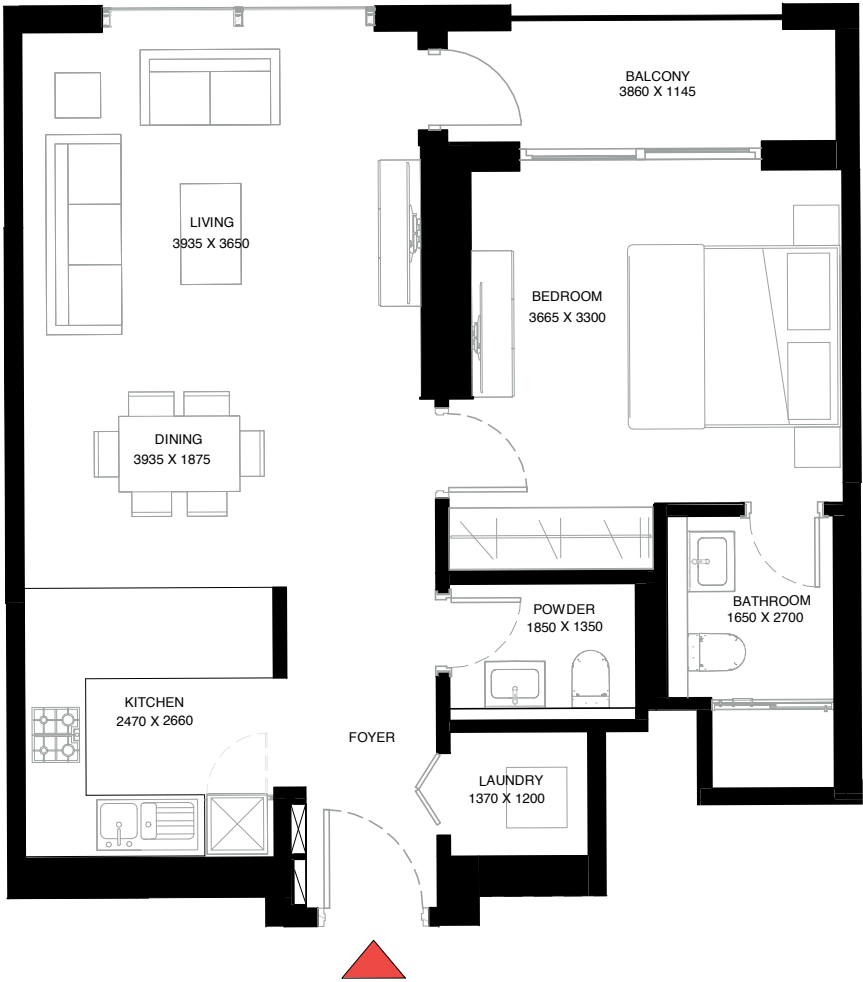 BALCONY
3860 X 1145
LIVING
3935 X 3650
BEDROOM
3665 X 3300
DINING
3935 X 1875
POWDER
1850 X 1350
BATHROOM
1650 X 2700
KITCHEN
2470 X 2660
FOYER
LAUNDRY
1370 X 1200